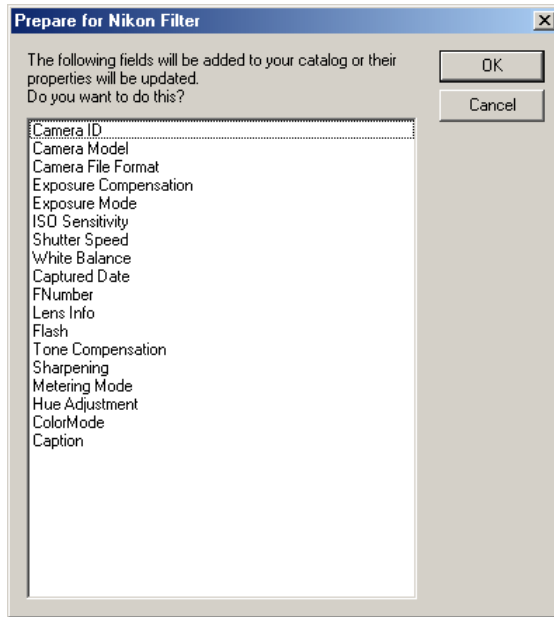 Prepare for Nikon Filter
The following fields will be added to your catalog or their
properties will be updated.
Do you want to do this?
OK
Cancel
Camera ID
Camera Model
Camera File Format
Exposure Compensation
Exposure Mode
ISO Sensitivity
Shutter Speed
White Balance
Captured Date
FNumber
Lens Info
Flash
Tone Compensation
Sharpening
Metering Mode
Hue Adjustment
ColorMode
Caption